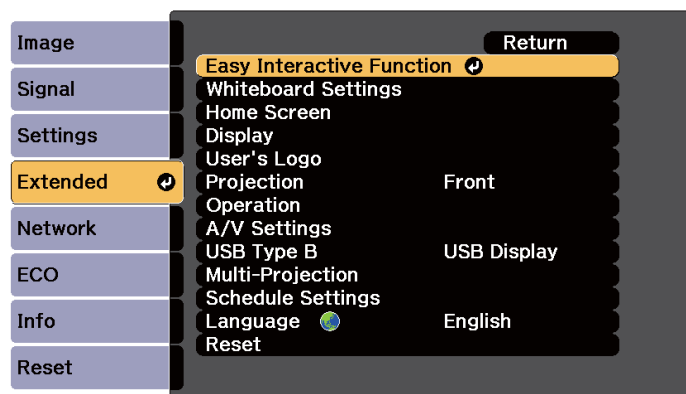 Image
Signal
Settings
Extended
Network
ECO
Info
Reset
Return
Easy Interactive Function
Whiteboard Settings
Home Screen
Display
User's Logo
Projection Front
Operation
A/V Settings
USB Type B USB Display
Multi-Projection
Schedule Settings
Language English
Reset